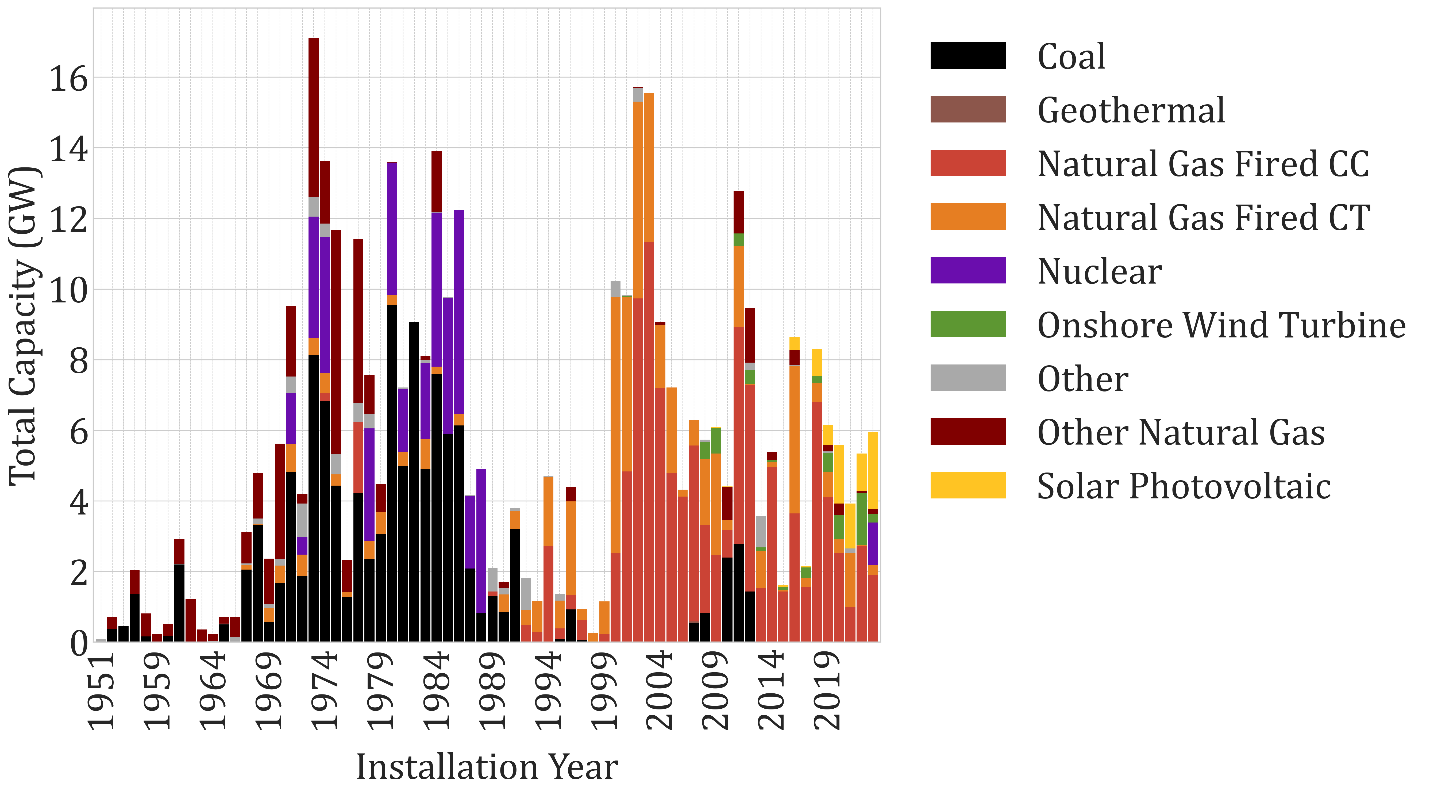 Total Capacity (GW)
16
14
12
10
8
6
4
2
0
1951
1959
1964
1969
1974
1979
1984
1989
1994
1999
2004
2009
2014
2019
Installation Year
Coal
Geothermal
Natural Gas Fired CC
Natural Gas Fired CT
Nuclear
Onshore Wind Turbine
Other
Other Natural Gas
Solar Photovoltaic